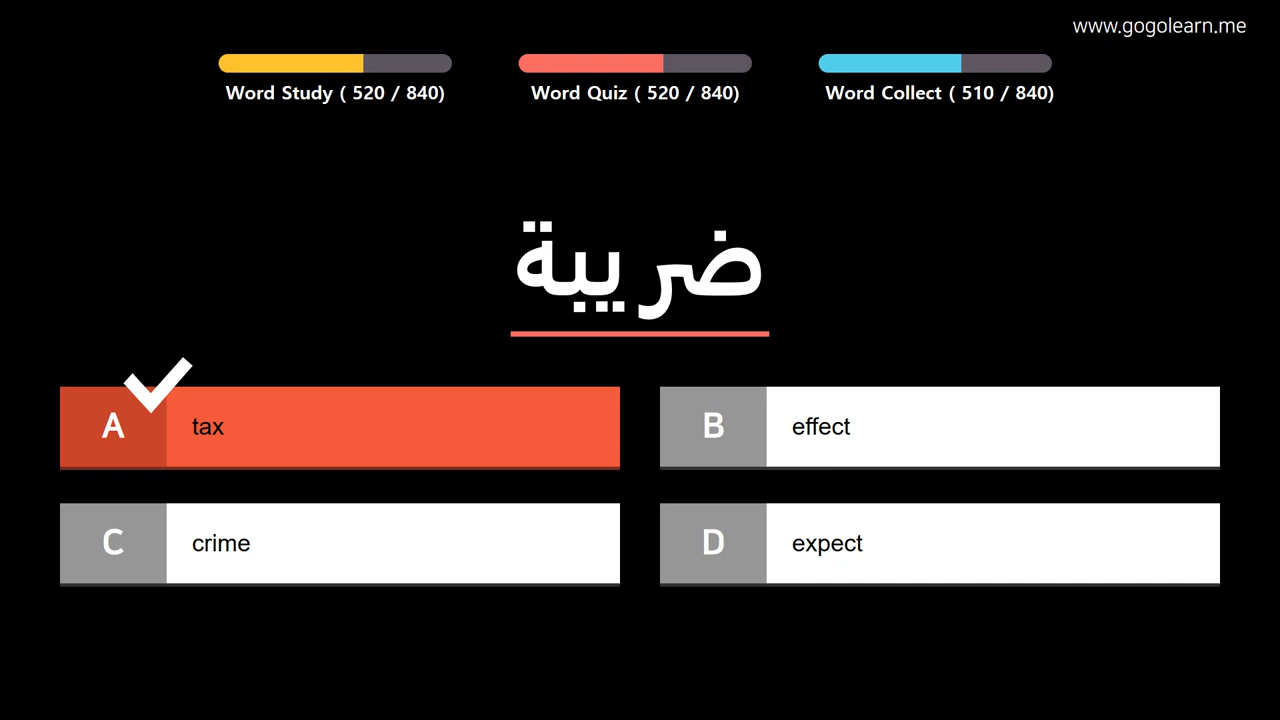 www.gogolearn.me
Word Study ( 520 / 840)
Word Quiz ( 520 / 840)
Word Collect ( 510 / 840)
ضريبة
A tax
B effect
C crime
D expect